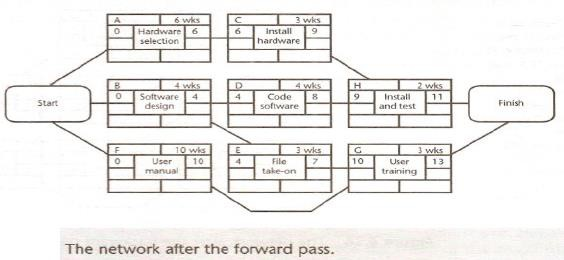 A 6 wks
0 Hardware selection 6
C 3 wks
6 Install hardware 9
Start
B 4 wks
0 Software design 4
D 4 wks
4 Code software 8
H 2 wks
9 Install and test 11
Finish
F 10 wks
0 User manual 10
E 3 wks
4 File take-on 7
G 3 wks
10 User training 13
The network after the forward pass.